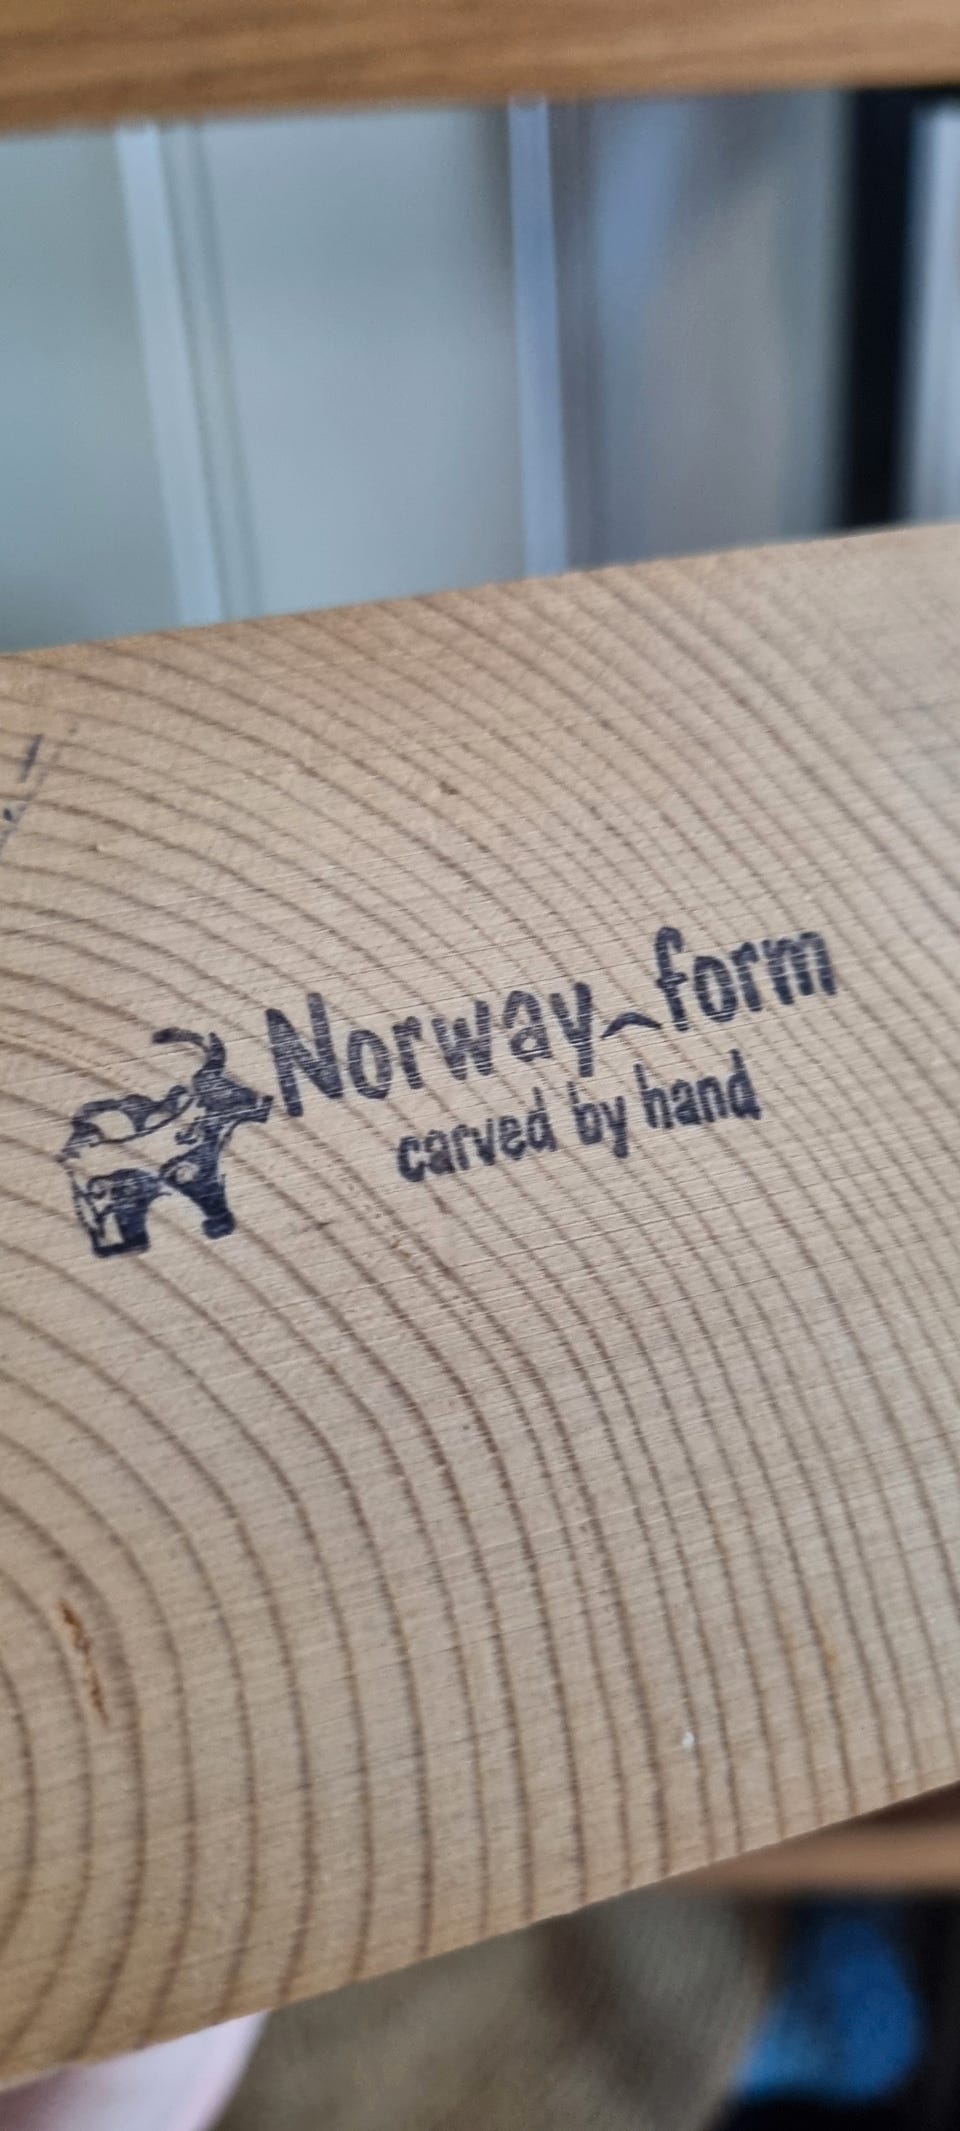 Norway form
carved by hand